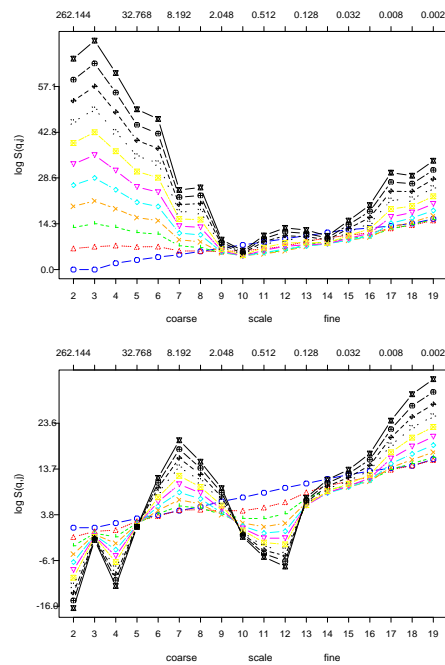 262.144 32.768 8.192 2.048 0.512 0.128 0.032 0.008 0.002
57.1
42.8
28.6
14.3
0.0
log S(q,j)
2 3 4 5 6 7 8 9 10 11 12 13 14 15 16 17 18 19
coarse scale fine
262.144 32.768 8.192 2.048 0.512 0.128 0.032 0.008 0.002
23.6
13.7
3.8
-6.1
-16.0
log S(q,j)
2 3 4 5 6 7 8 9 10 11 12 13 14 15 16 17 18 19
coarse scale fine